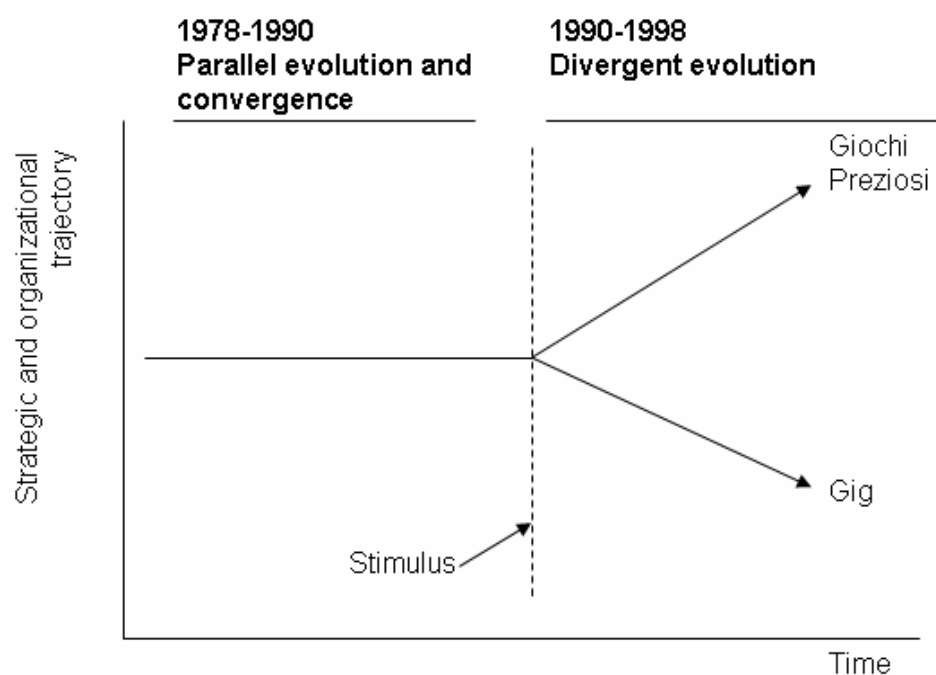 1978-1990
Parallel evolution and
convergence
1990-1998
Divergent evolution
Strategic and organizational
trajectory
Giochi
Preziosi
Gig
Stimulus
Time